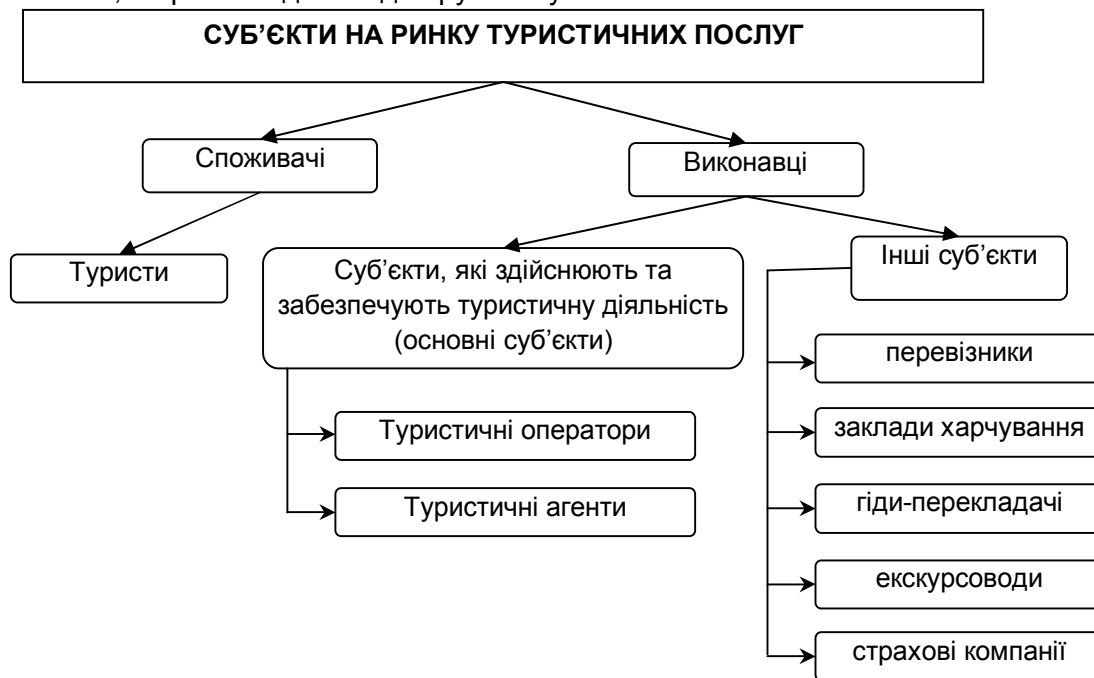 СУБ’ЄКТИ НА РИНКУ ТУРИСТИЧНИХ ПОСЛУГ
Споживачі
Виконавці
Туристи
Суб’єкти, які здійснюють та
забезпечують туристичну діяльність
(основні суб’єкти)
Інші суб’єкти
Туристичні оператори
Туристичні агенти
перевізники
заклади харчування
гіди-перекладачі
екскурсоводи
страхові компанії